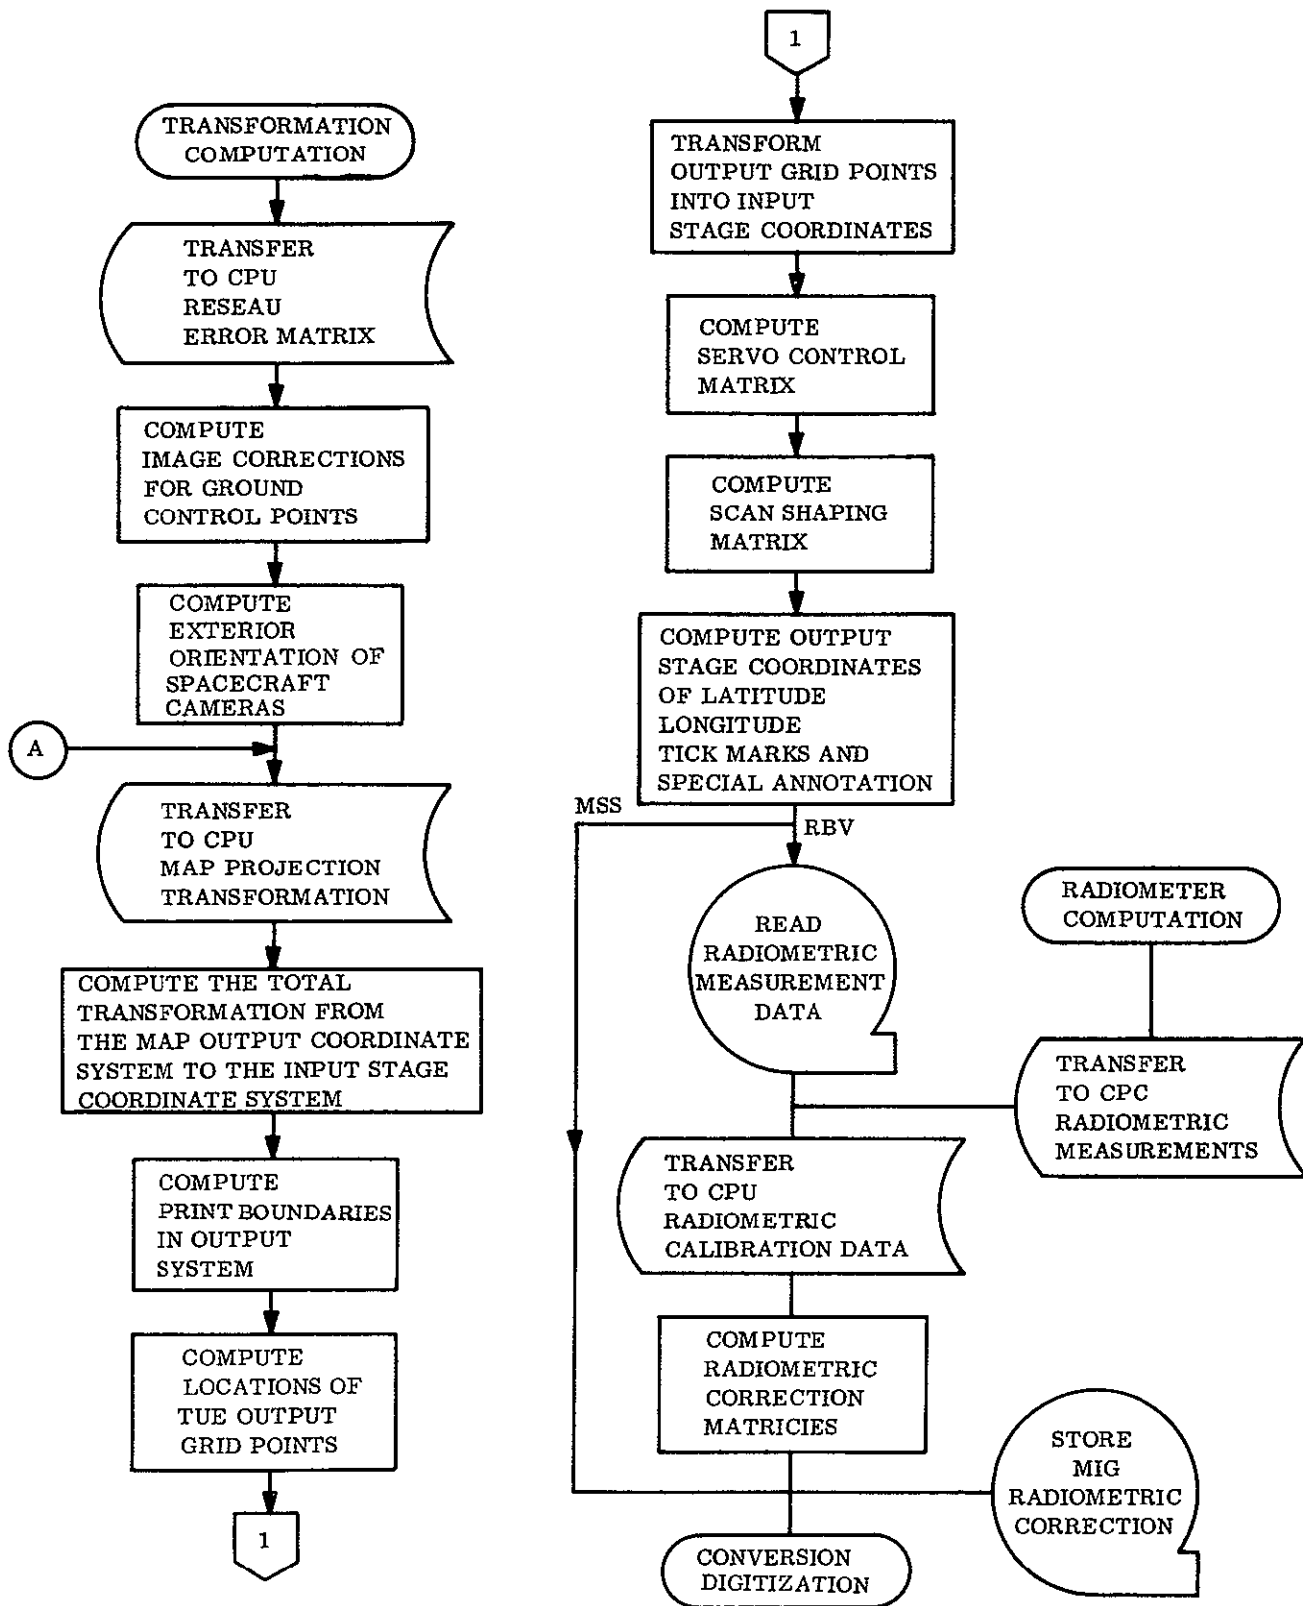 TRANSFORMATION
COMPUTATION
TRANSFER
TO CPU
RESEAU
ERROR MATRIX
COMPUTE
IMAGE CORRECTIONS
FOR GROUND
CONTROL POINTS
COMPUTE
EXTERIOR
ORIENTATION OF
SPACECRAFT
CAMERAS
A
TRANSFER
TO CPU
MAP PROJECTION
TRANSFORMATION
COMPUTE THE TOTAL
TRANSFORMATION FROM
THE MAP OUTPUT COORDINATE
SYSTEM TO THE INPUT STAGE
COORDINATE SYSTEM
COMPUTE
PRINT BOUNDARIES
IN OUTPUT
SYSTEM
COMPUTE
LOCATIONS OF
TUE OUTPUT
GRID POINTS
1
1
TRANSFORM
OUTPUT GRID POINTS
INTO INPUT
STAGE COORDINATES
COMPUTE
SERVO CONTROL
MATRIX
COMPUTE
SCAN SHAPING
MATRIX
COMPUTE OUTPUT
STAGE COORDINATES
OF LATITUDE
LONGITUDE
TICK MARKS AND
SPECIAL ANNOTATION
MSS
RBV
READ
RADIOMETRIC
MEASUREMENT
DATA
RADIOMETER
COMPUTATION
TRANSFER
TO CPC
RADIOMETRIC
MEASUREMENTS
TRANSFER
TO CPU
RADIOMETRIC
CALIBRATION DATA
COMPUTE
RADIOMETRIC
CORRECTION
MATRICIES
STORE
MIG
RADIOMETRIC
CORRECTION
CONVERSION
DIGITIZATION